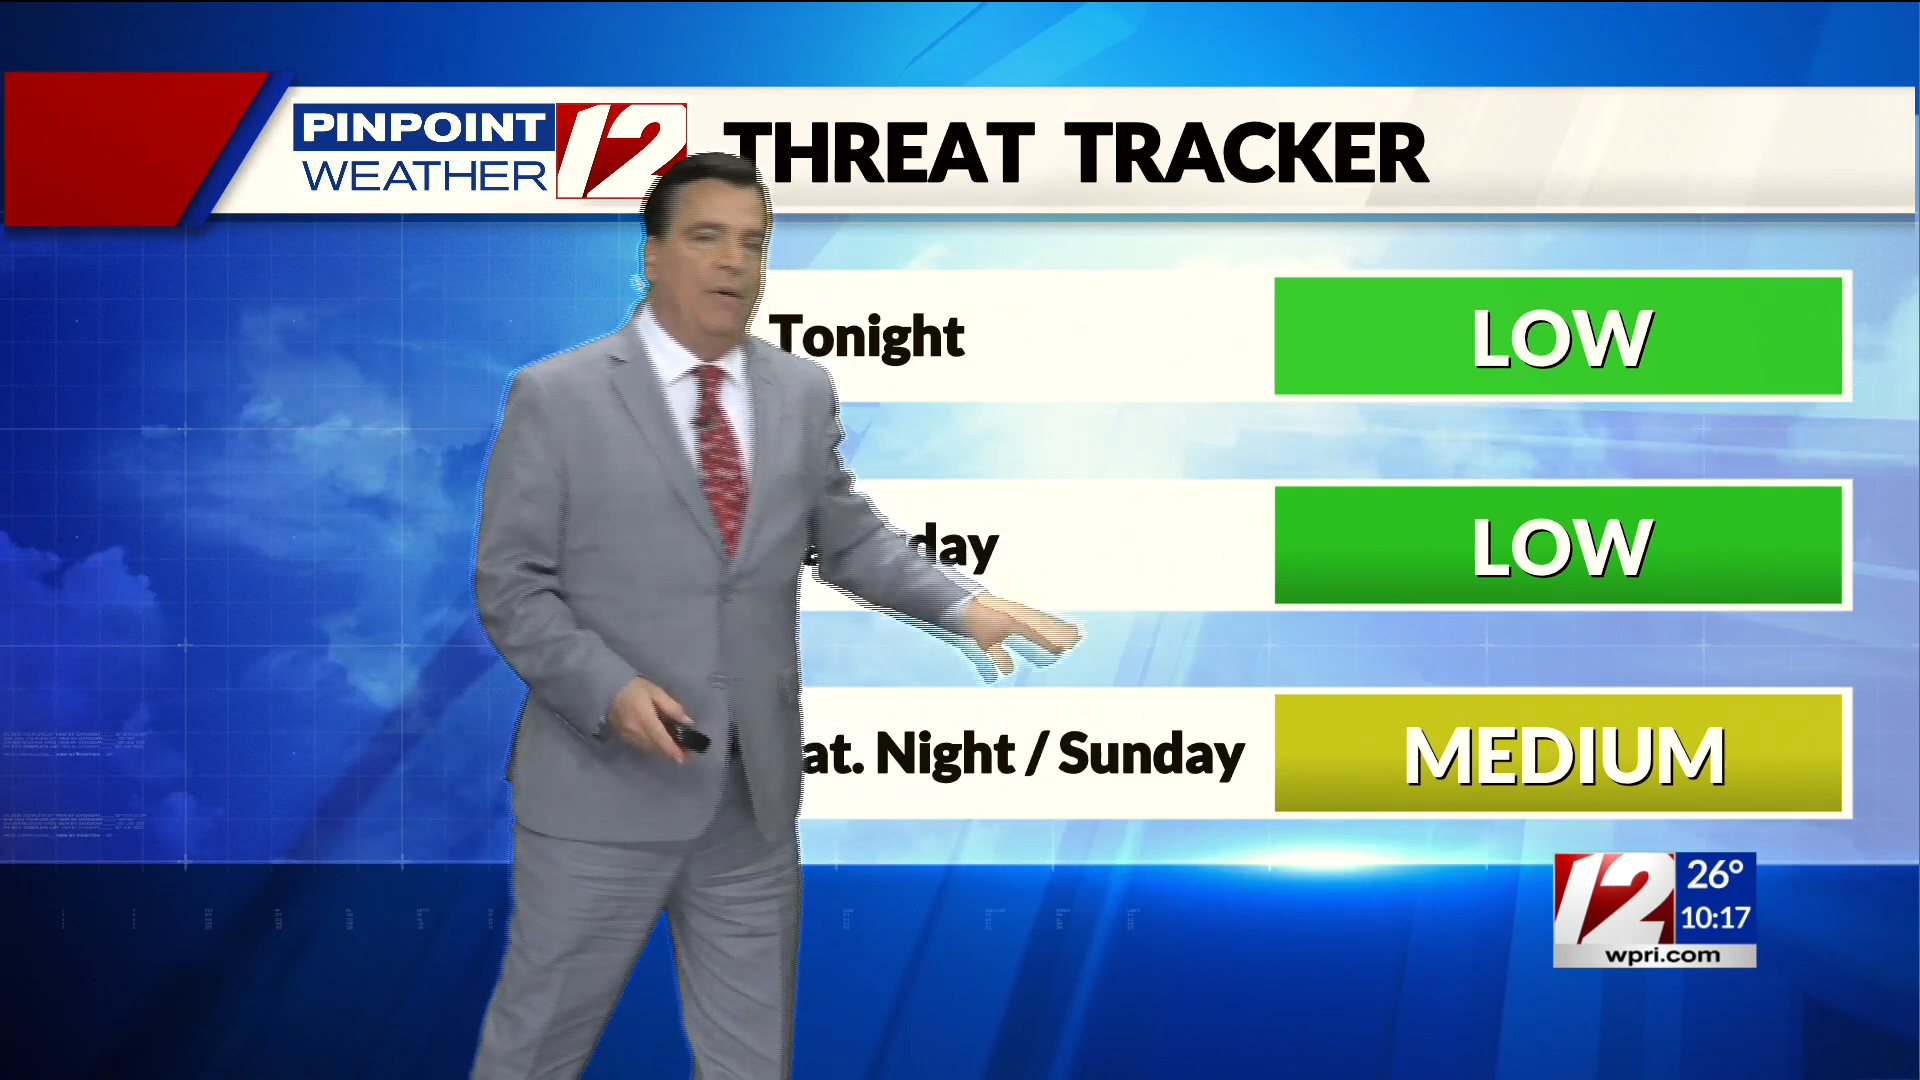 PINPOINT
WEATHER
12
THREAT TRACKER
Tonight
LOW
day
LOW
at. Night / Sunday
MEDIUM
12
26°
10:17
wpri.com